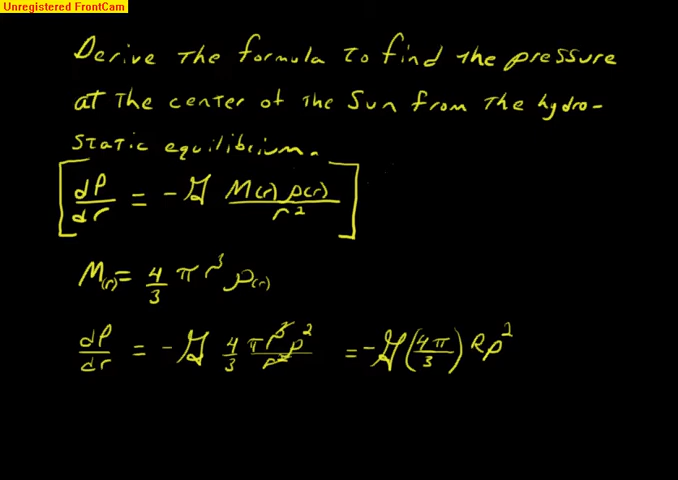 Unregistered FrontCam
Derive the formula to find the pressure
at the center of the Sun from the hydro-
static equilibrium.
[dP/dr = -G M(r) ρ(r) / r²]
M(r) = 4/3 π r³ ρ(r)
dP/dr = -G 4/3 π r³ ρ² / r² = -G (4π/3) R ρ²